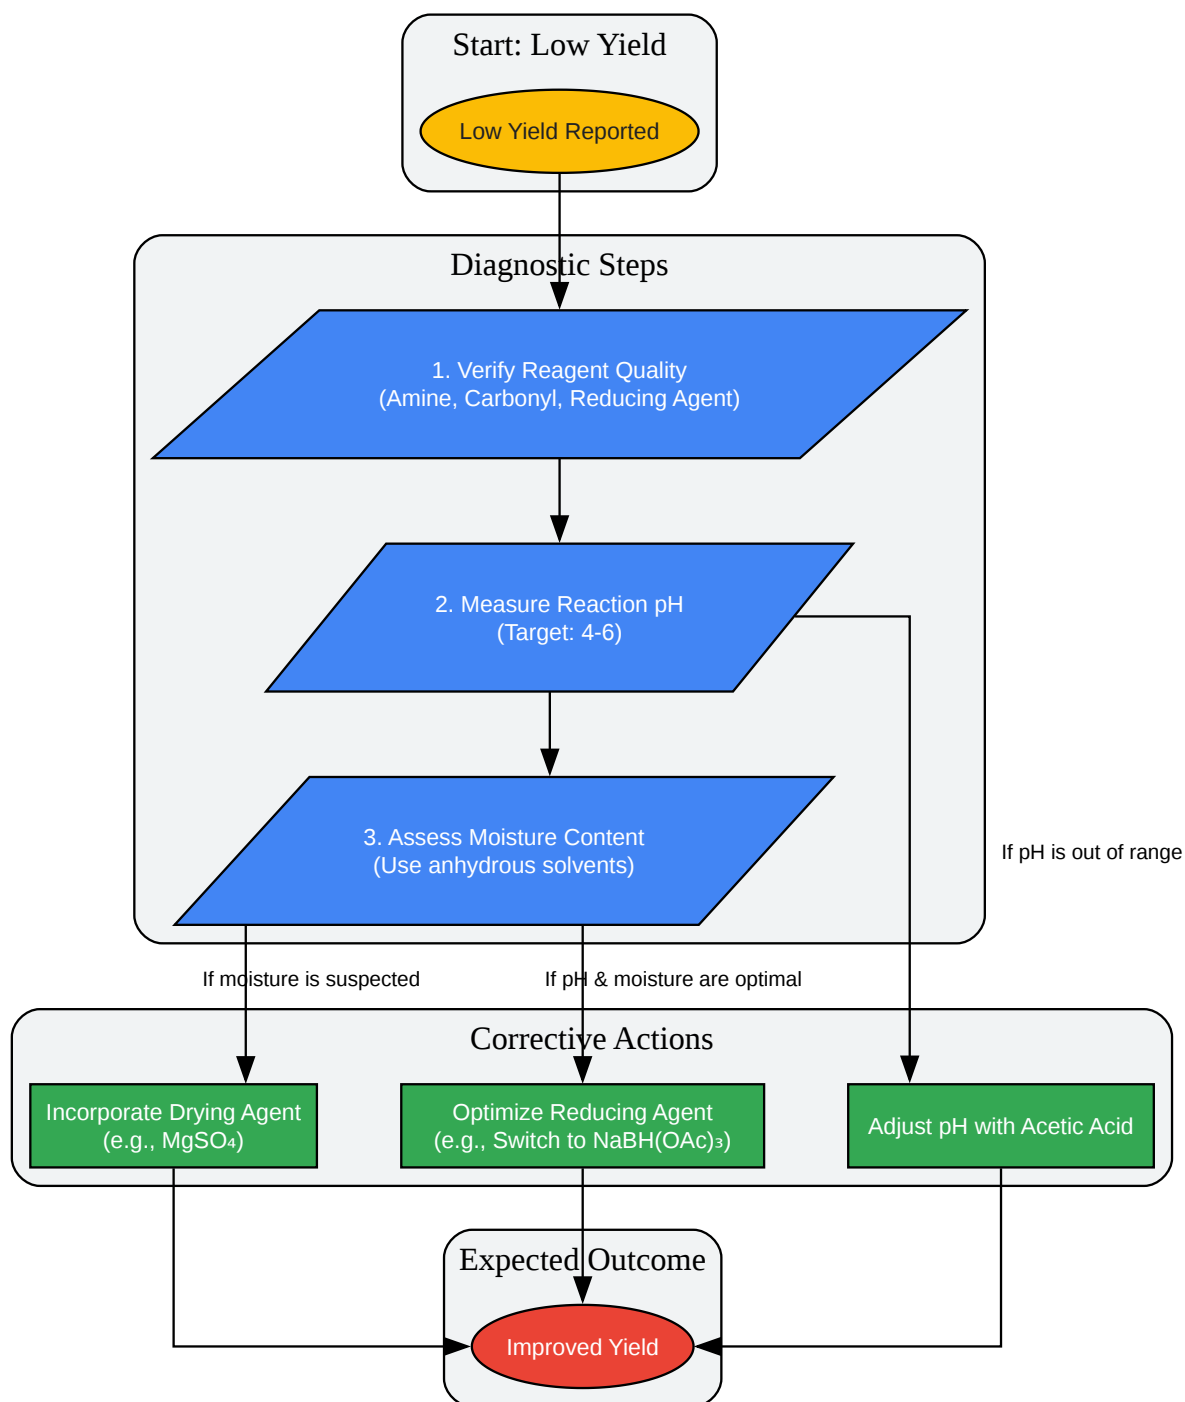 Start: Low Yield
Low Yield Reported
Diagnostic Steps
1. Verify Reagent Quality
(Amine, Carbonyl, Reducing Agent)
2. Measure Reaction pH
(Target: 4-6)
3. Assess Moisture Content
(Use anhydrous solvents)
If pH is out of range
If moisture is suspected
If pH & moisture are optimal
Corrective Actions
Incorporate Drying Agent
(e.g., MgSO₄)
Optimize Reducing Agent
(e.g., Switch to NaBH(OAc)₃)
Adjust pH with Acetic Acid
Expected Outcome
Improved Yield